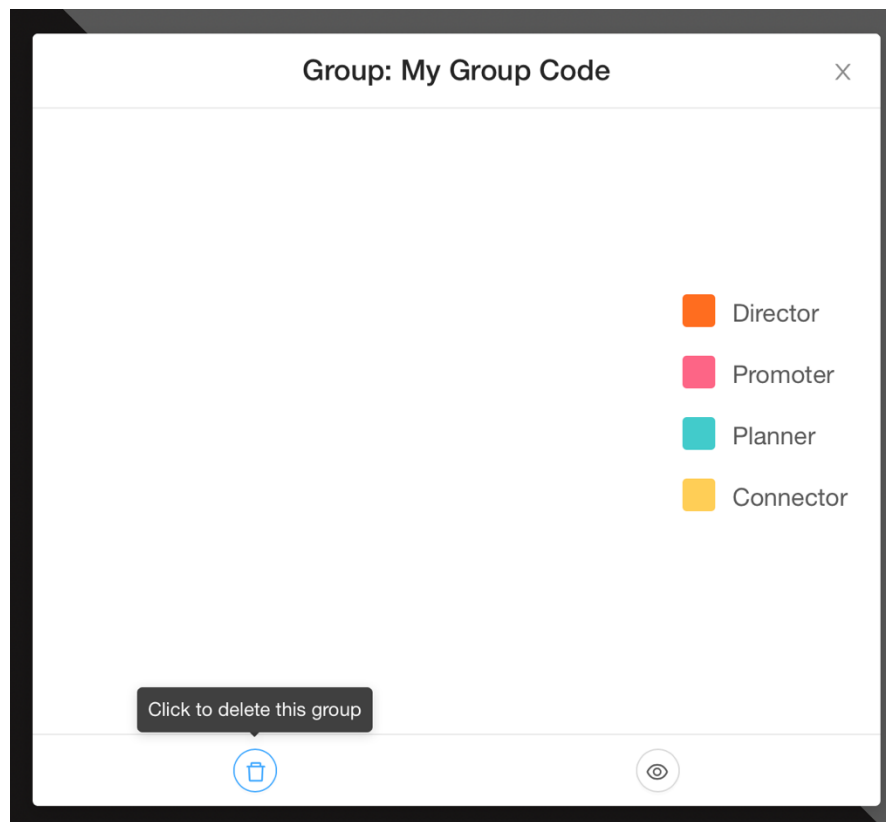 Group: My Group Code
Director
Promoter
Planner
Connector
Click to delete this group